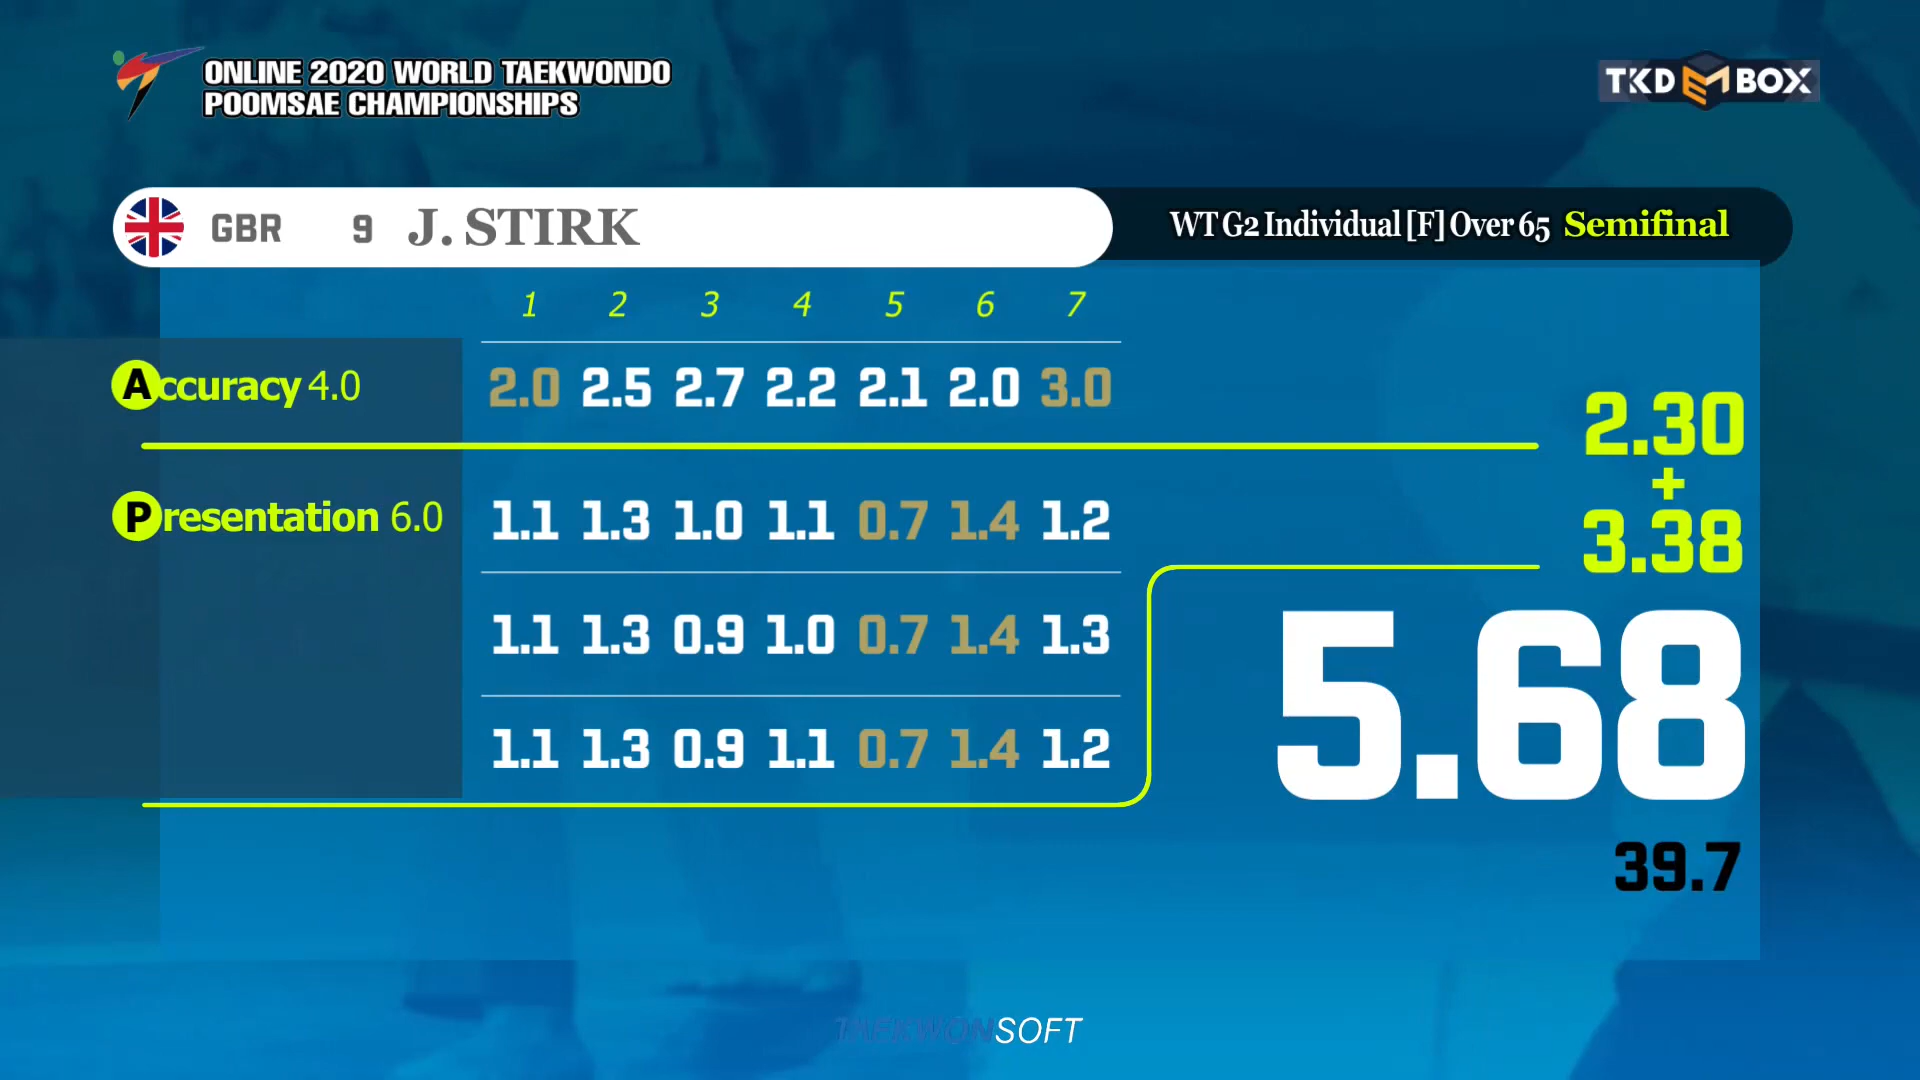 ONLINE 2020 WORLD TAEKWONDO
POOMSAE CHAMPIONSHIPS
TKD BOX
GBR 9 J. STIRK
WT G2 Individual [F] Over 65 Semifinal
1 2 3 4 5 6 7
Accuracy 4.0 2.0 2.5 2.7 2.2 2.1 2.0 3.0
2.30
+
Presentation 6.0 1.1 1.3 1.0 1.1 0.7 1.4 1.2
3.38
1.1 1.3 0.9 1.0 0.7 1.4 1.3
5.68
1.1 1.3 0.9 1.1 0.7 1.4 1.2
39.7
TAEKWONSOFT